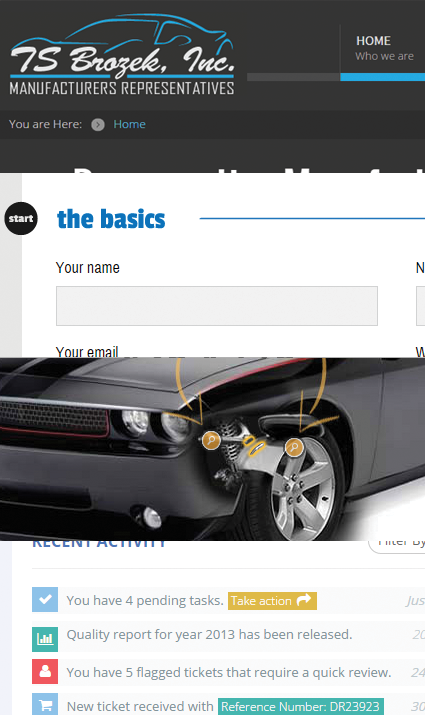 TS Brozek, Inc.
MANUFACTURERS REPRESENTATIVES
HOME
Who we are
You are Here: Home
start
the basics
Your name
N
Your email
W
RECENT ACTIVITY
Filter By
You have 4 pending tasks. Take action
Jus
Quality report for year 2013 has been released.
20
You have 5 flagged tickets that require a quick review.
24
New ticket received with Reference Number: DR23923
30